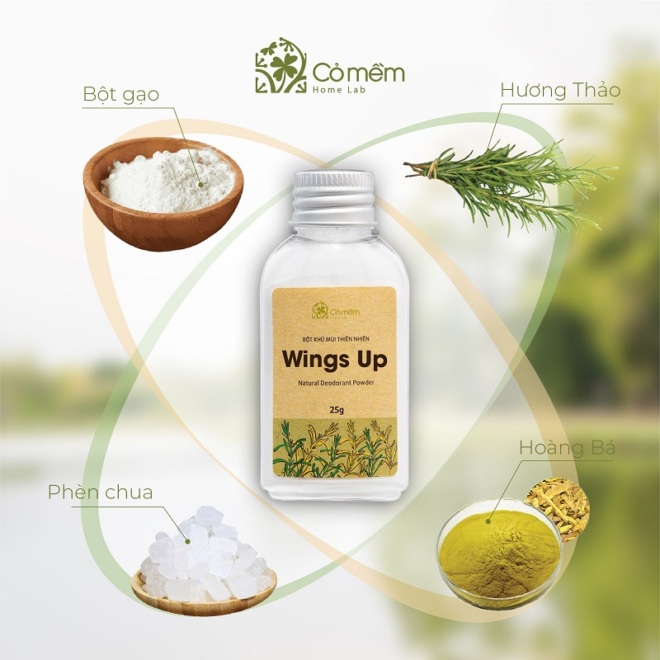 Cỏ mềm
Home Lab
Bột gạo
Hương Thảo
Cỏ mềm
BỘT KHỬ MÙI THIÊN NHIÊN
Wings Up
Natural Deodorant Powder
25g
Hoàng Bá
Phèn chua